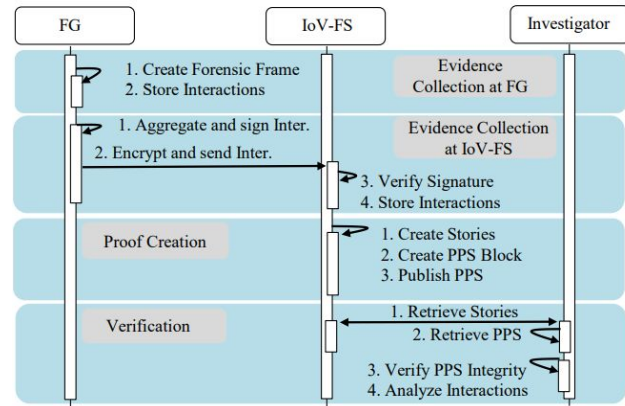 FG
IoV-FS
Investigator
1. Create Forensic Frame
2. Store Interactions
Evidence
Collection at FG
1. Aggregate and sign Inter.
2. Encrypt and send Inter.
Evidence Collection
at IoV-FS
3. Verify Signature
4. Store Interactions
Proof Creation
1. Create Stories
2. Create PPS Block
3. Publish PPS
Verification
1. Retrieve Stories
2. Retrieve PPS
3. Verify PPS Integrity
4. Analyze Interactions